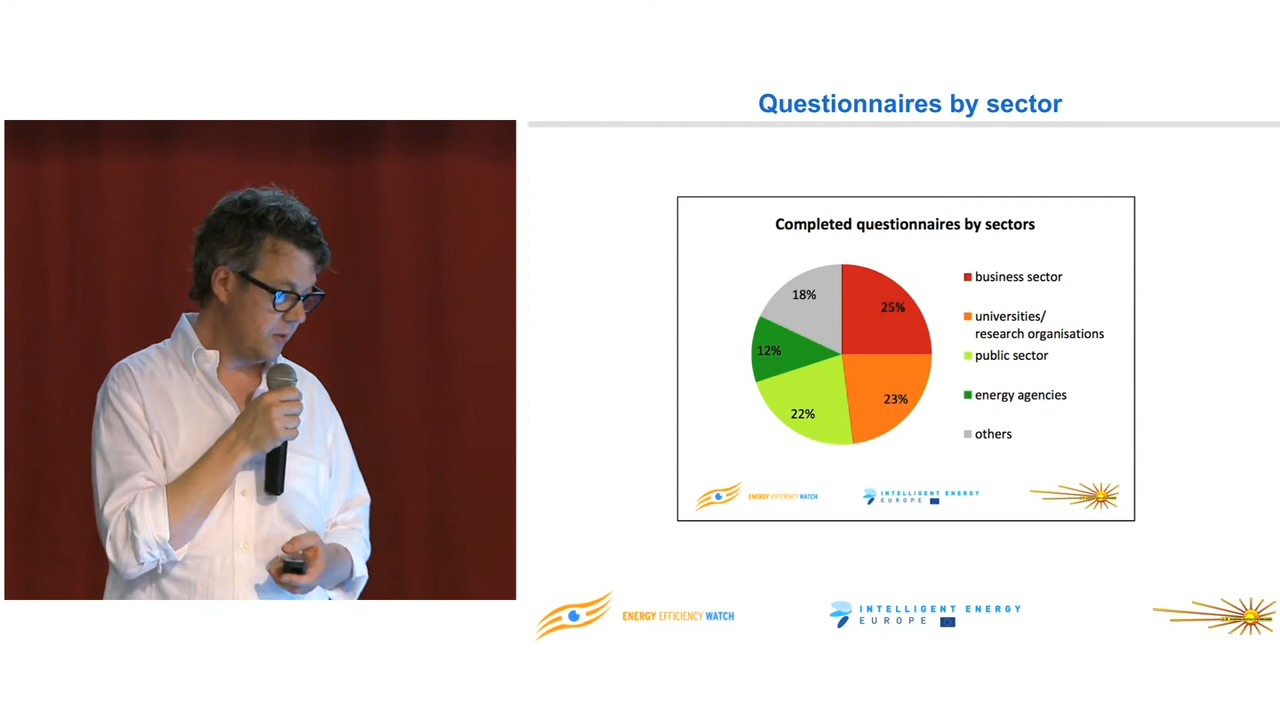 Questionnaires by sector
Completed questionnaires by sectors
18%
25%
12%
22%
23%
business sector
universities/
research organisations
public sector
energy agencies
others
ENERGY EFFICIENCY WATCH
INTELLIGENT ENERGY
EUROPE
ENERGY EFFICIENCY WATCH
INTELLIGENT ENERGY
EUROPE